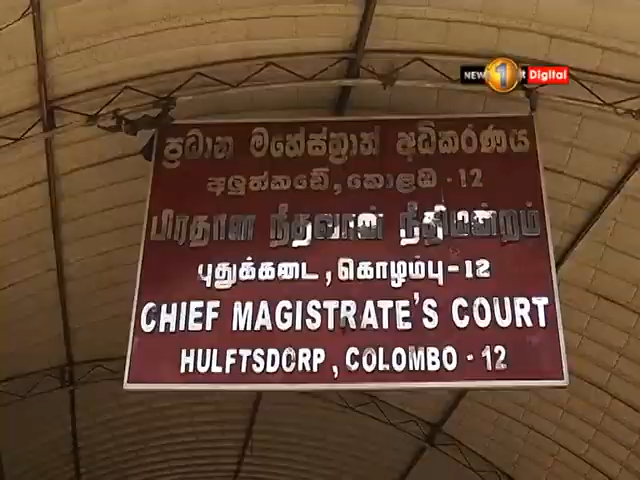 NEWS 1st Digital
ප්‍රධාන මහේස්ත්‍රාත් අධිකරණය
අලුත්කඩේ, කොළඹ - 12
பிரதான நீதவான் நீதிமன்றம்
புதுக்கடை, கொழும்பு - 12
CHIEF MAGISTRATE'S COURT
HULFTSDORP, COLOMBO - 12